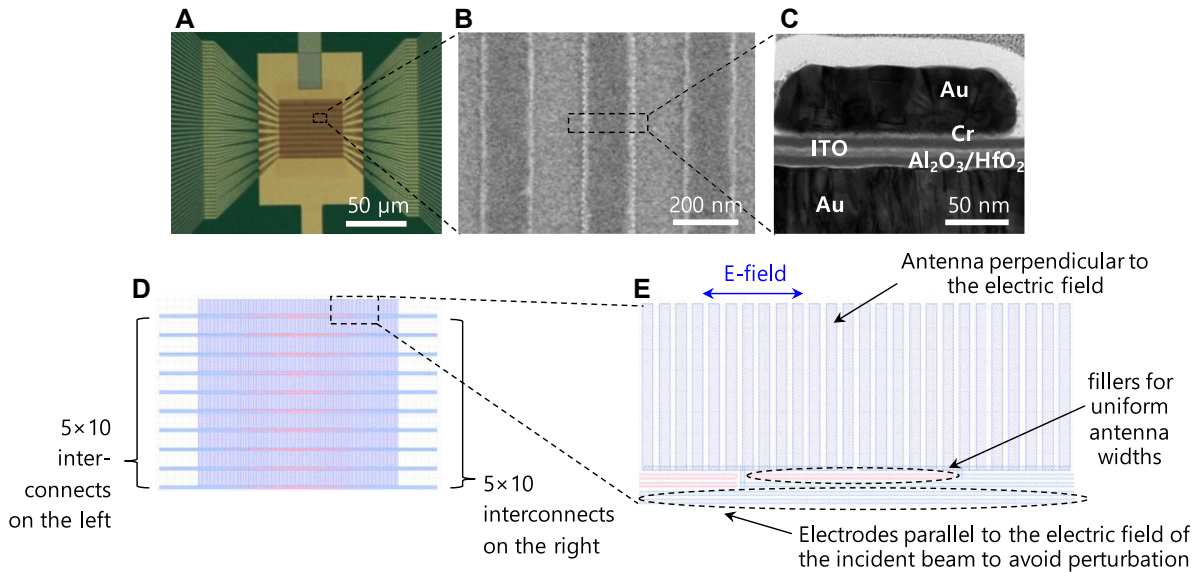 A
B
C
50 µm
200 nm
Au
Cr
ITO
Al₂O₃/HfO₂
Au
50 nm
D
E
E-field
Antenna perpendicular to
the electric field
5×10
inter-
connects
on the left
5×10
interconnects
on the right
fillers for
uniform
antenna
widths
Electrodes parallel to the electric field of
the incident beam to avoid perturbation